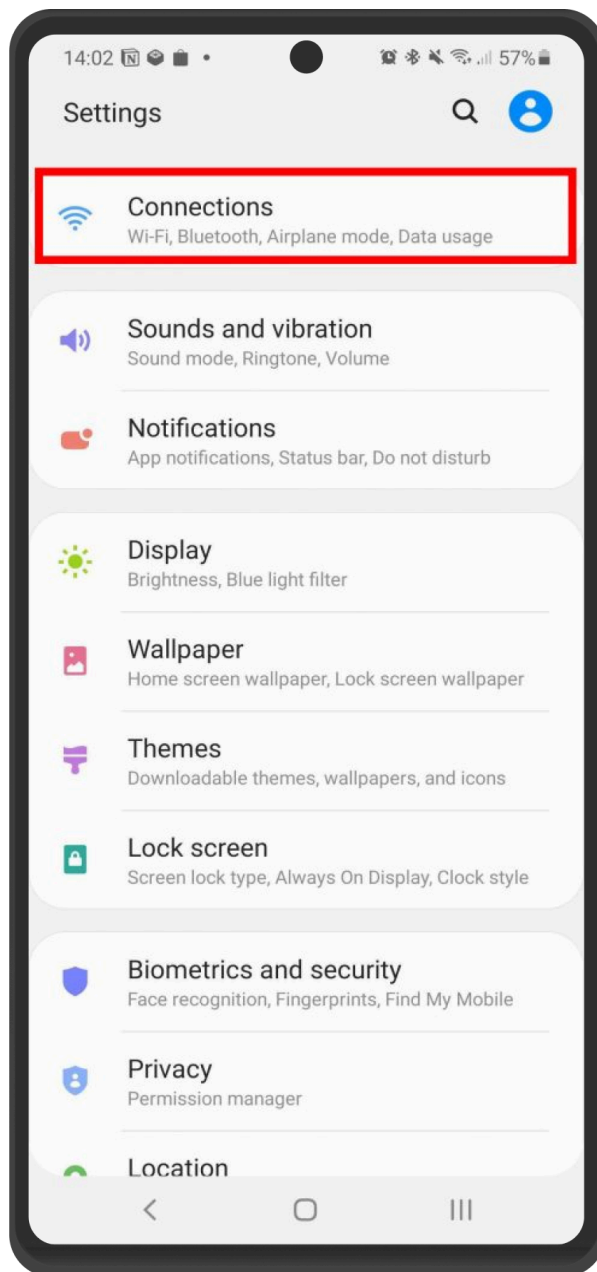 14:02 57%
Settings
Connections
Wi-Fi, Bluetooth, Airplane mode, Data usage
Sounds and vibration
Sound mode, Ringtone, Volume
Notifications
App notifications, Status bar, Do not disturb
Display
Brightness, Blue light filter
Wallpaper
Home screen wallpaper, Lock screen wallpaper
Themes
Downloadable themes, wallpapers, and icons
Lock screen
Screen lock type, Always On Display, Clock style
Biometrics and security
Face recognition, Fingerprints, Find My Mobile
Privacy
Permission manager
Location